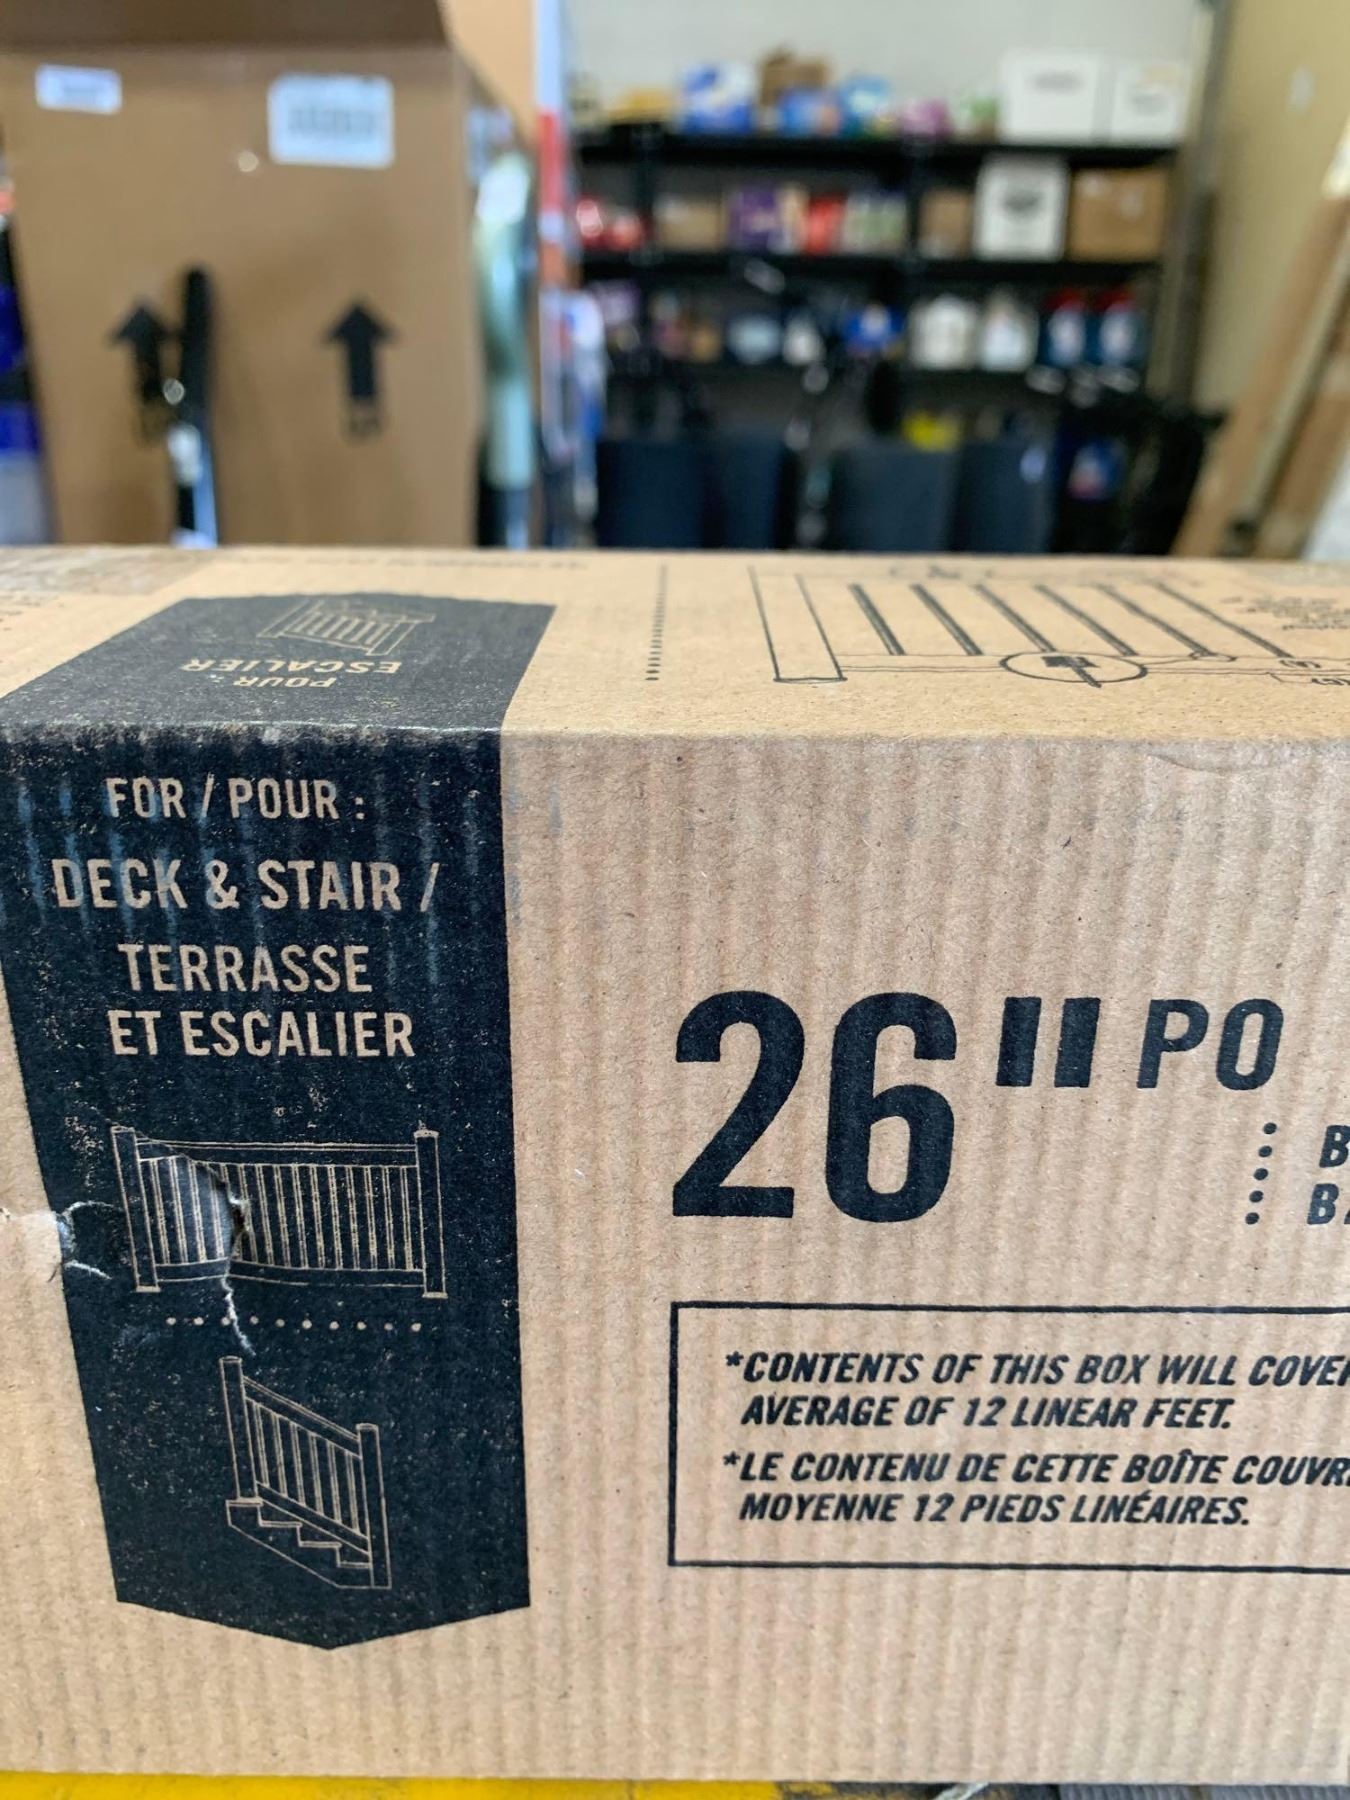 POUR
ESCALIER
FOR / POUR :
DECK & STAIR /
TERRASSE
ET ESCALIER
26" PO
*CONTENTS OF THIS BOX WILL COVER
AVERAGE OF 12 LINEAR FEET.
*LE CONTENU DE CETTE BOÎTE COUVRE
MOYENNE 12 PIEDS LINÉAIRES.